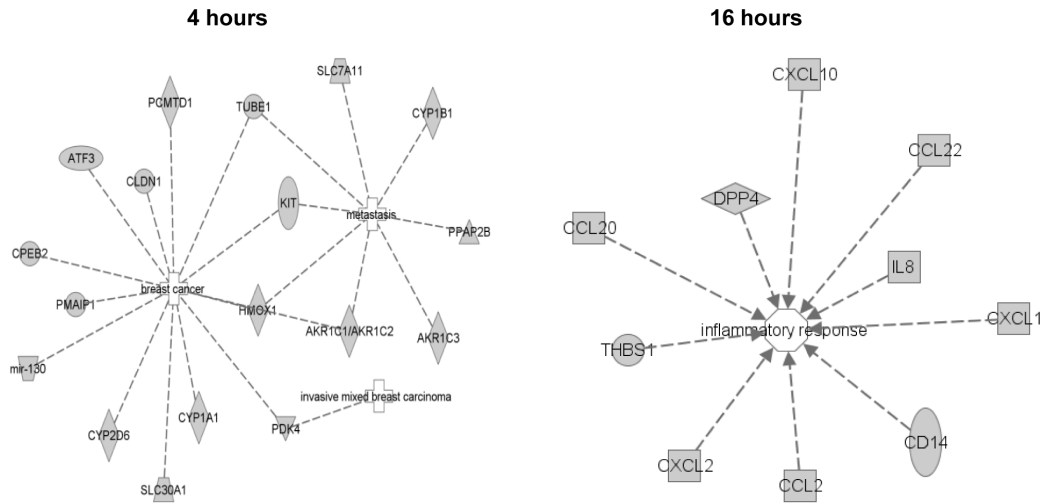 4 hours
16 hours
SLC7A11
PCMTD1
TUBE1
CYP1B1
ATF3
CLDN1
KIT
metastasis
PPAP2B
CPEB2
breast cancer
PMAIP1
HMOX1
AKR1C1/AKR1C2
AKR1C3
mir-130
invasive mixed breast carcinoma
CYP1A1
CYP2D6
PDK4
SLC30A1
CXCL10
CCL22
DPP4
CCL20
IL8
CXCL1
inflammatory response
THBS1
CD14
CXCL2
CCL2